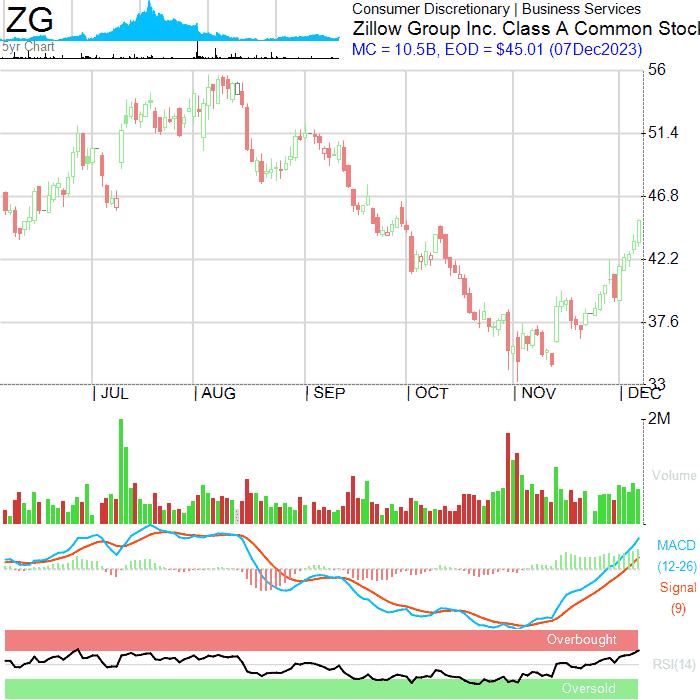 ZG
5yr Chart
Consumer Discretionary | Business Services
Zillow Group Inc. Class A Common Stoc
MC = 10.5B, EOD = $45.01 (07Dec2023)
56
51.4
46.8
42.2
37.6
33
JUL AUG SEP OCT NOV DEC
2M
Volume
MACD
(12-26)
Signal
(9)
Overbought
RSI(14)
Oversold